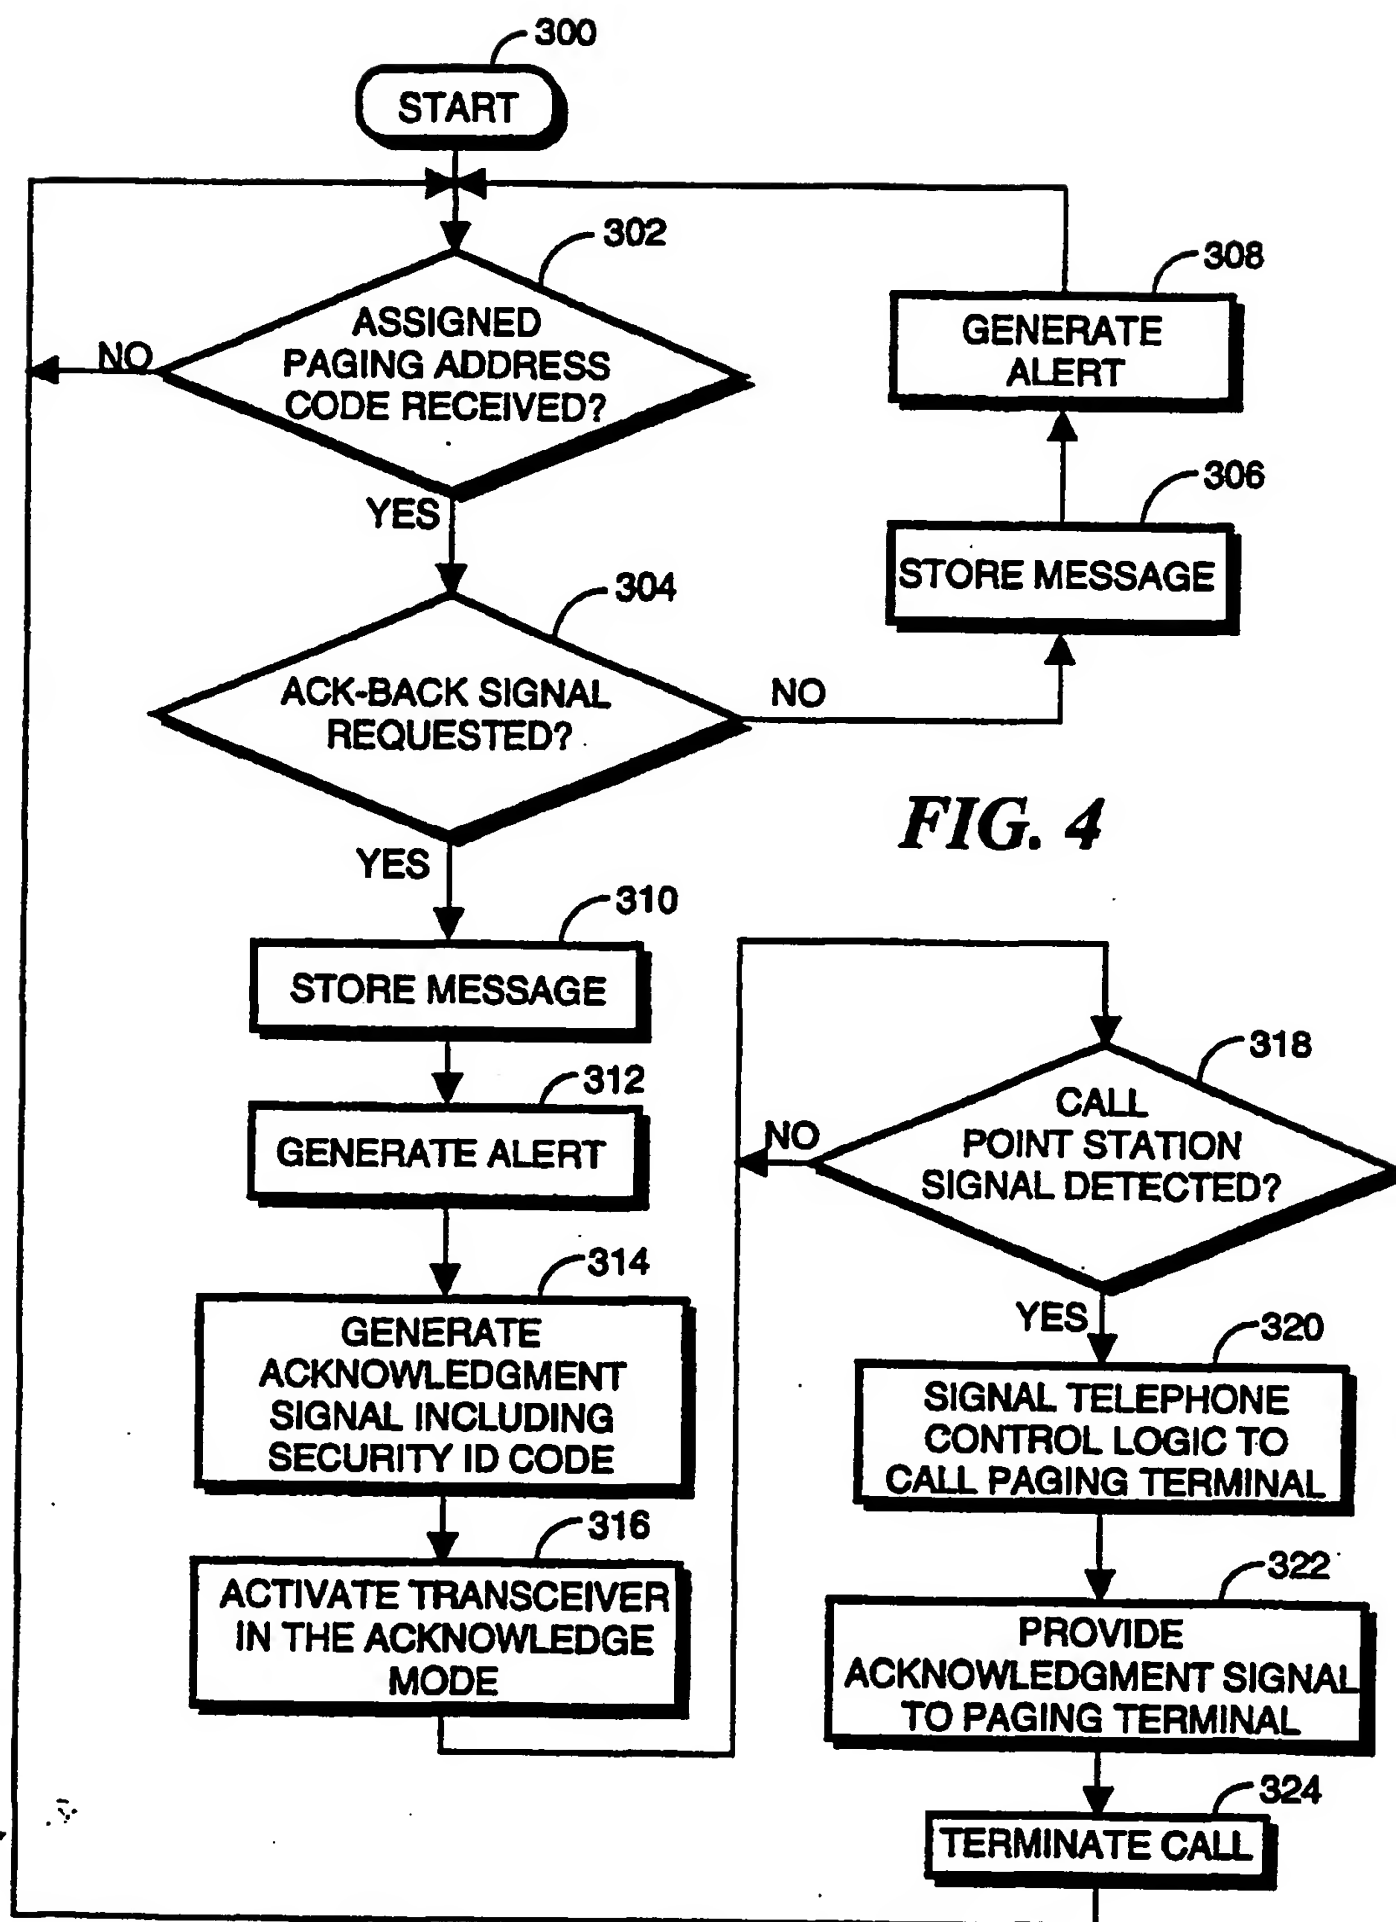 300
START
302
ASSIGNED
PAGING ADDRESS
CODE RECEIVED?
NO
YES
308
GENERATE
ALERT
306
STORE MESSAGE
304
ACK-BACK SIGNAL
REQUESTED?
NO
YES
FIG. 4
310
STORE MESSAGE
312
GENERATE ALERT
314
GENERATE
ACKNOWLEDGMENT
SIGNAL INCLUDING
SECURITY ID CODE
316
ACTIVATE TRANSCEIVER
IN THE ACKNOWLEDGE
MODE
318
CALL
POINT STATION
SIGNAL DETECTED?
NO
YES
320
SIGNAL TELEPHONE
CONTROL LOGIC TO
CALL PAGING TERMINAL
322
PROVIDE
ACKNOWLEDGMENT SIGNAL
TO PAGING TERMINAL
324
TERMINATE CALL